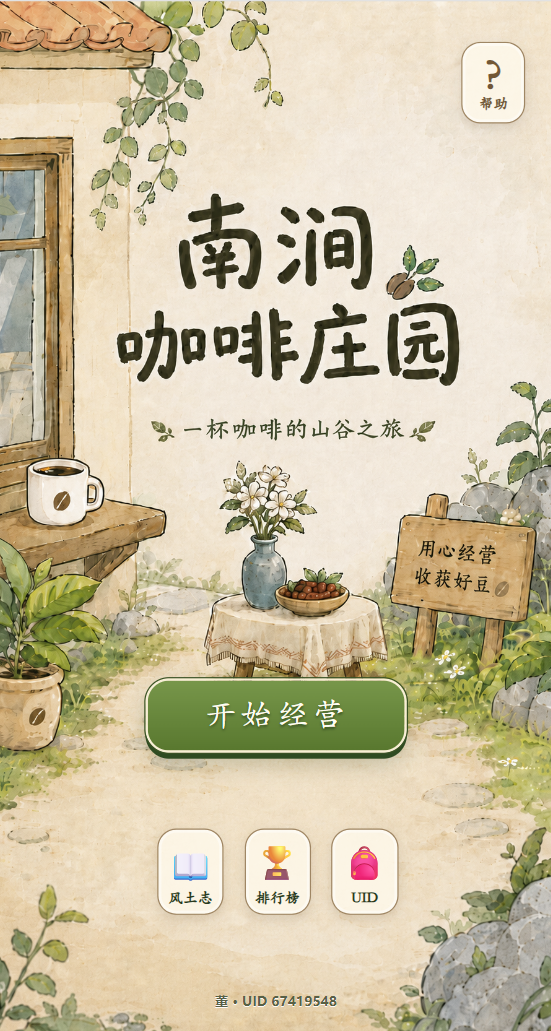 ?
帮助
南涧
咖啡庄园
一杯咖啡的山谷之旅
用心经营
收获好豆
开始经营
风土志
排行榜
UID
董 • UID 67419548